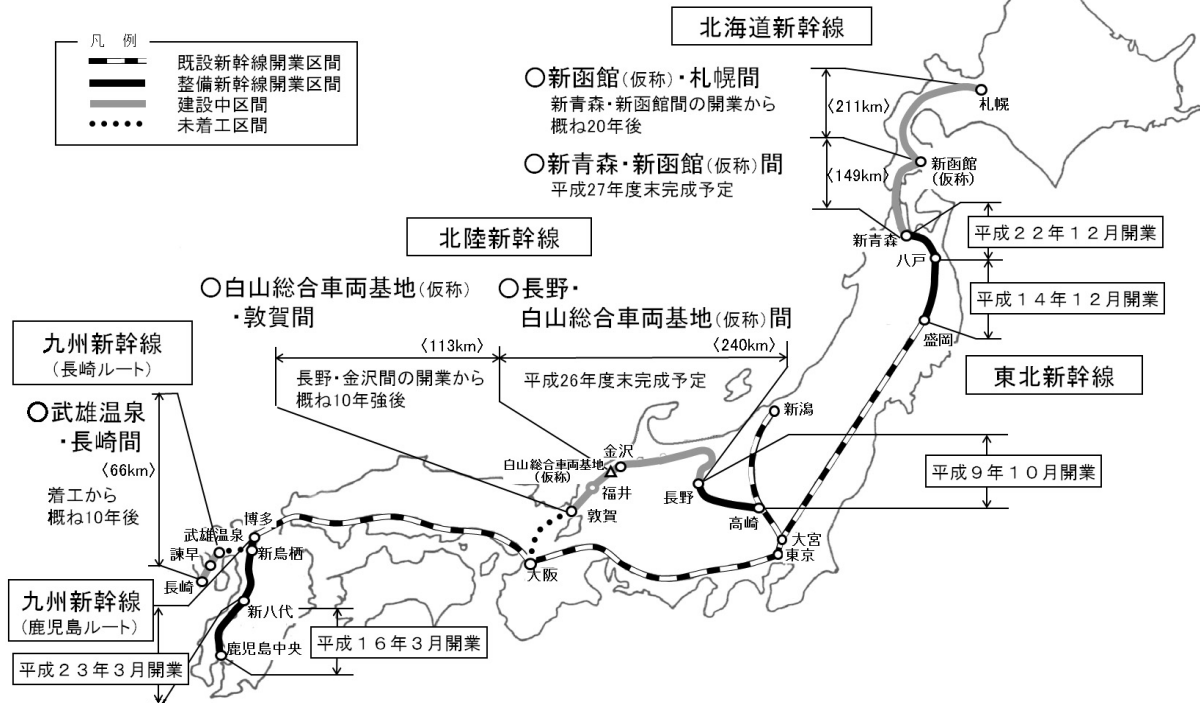 凡 例
既設新幹線開業区間
整備新幹線開業区間
建設中区間
未着工区間
北海道新幹線
○新函館(仮称)・札幌間
新青森・新函館間の開業から
概ね20年後
〈211km〉
札幌
○新青森・新函館(仮称)間
平成27年度末完成予定
〈149km〉
新函館
(仮称)
新青森
平成22年12月開業
八戸
平成14年12月開業
盛岡
東北新幹線
北陸新幹線
○白山総合車両基地(仮称)
・敦賀間
○長野・
白山総合車両基地(仮称)間
〈113km〉
〈240km〉
長野・金沢間の開業から
概ね10年強後
平成26年度末完成予定
九州新幹線
(長崎ルート)
○武雄温泉
・長崎間
〈66km〉
着工から
概ね10年後
新潟
金沢
白山総合車両基地
(仮称)
福井
敦賀
長野
高崎
平成9年10月開業
大宮
東京
大阪
博多
武雄温泉
新鳥栖
諫早
長崎
九州新幹線
(鹿児島ルート)
新八代
鹿児島中央
平成16年3月開業
平成23年3月開業